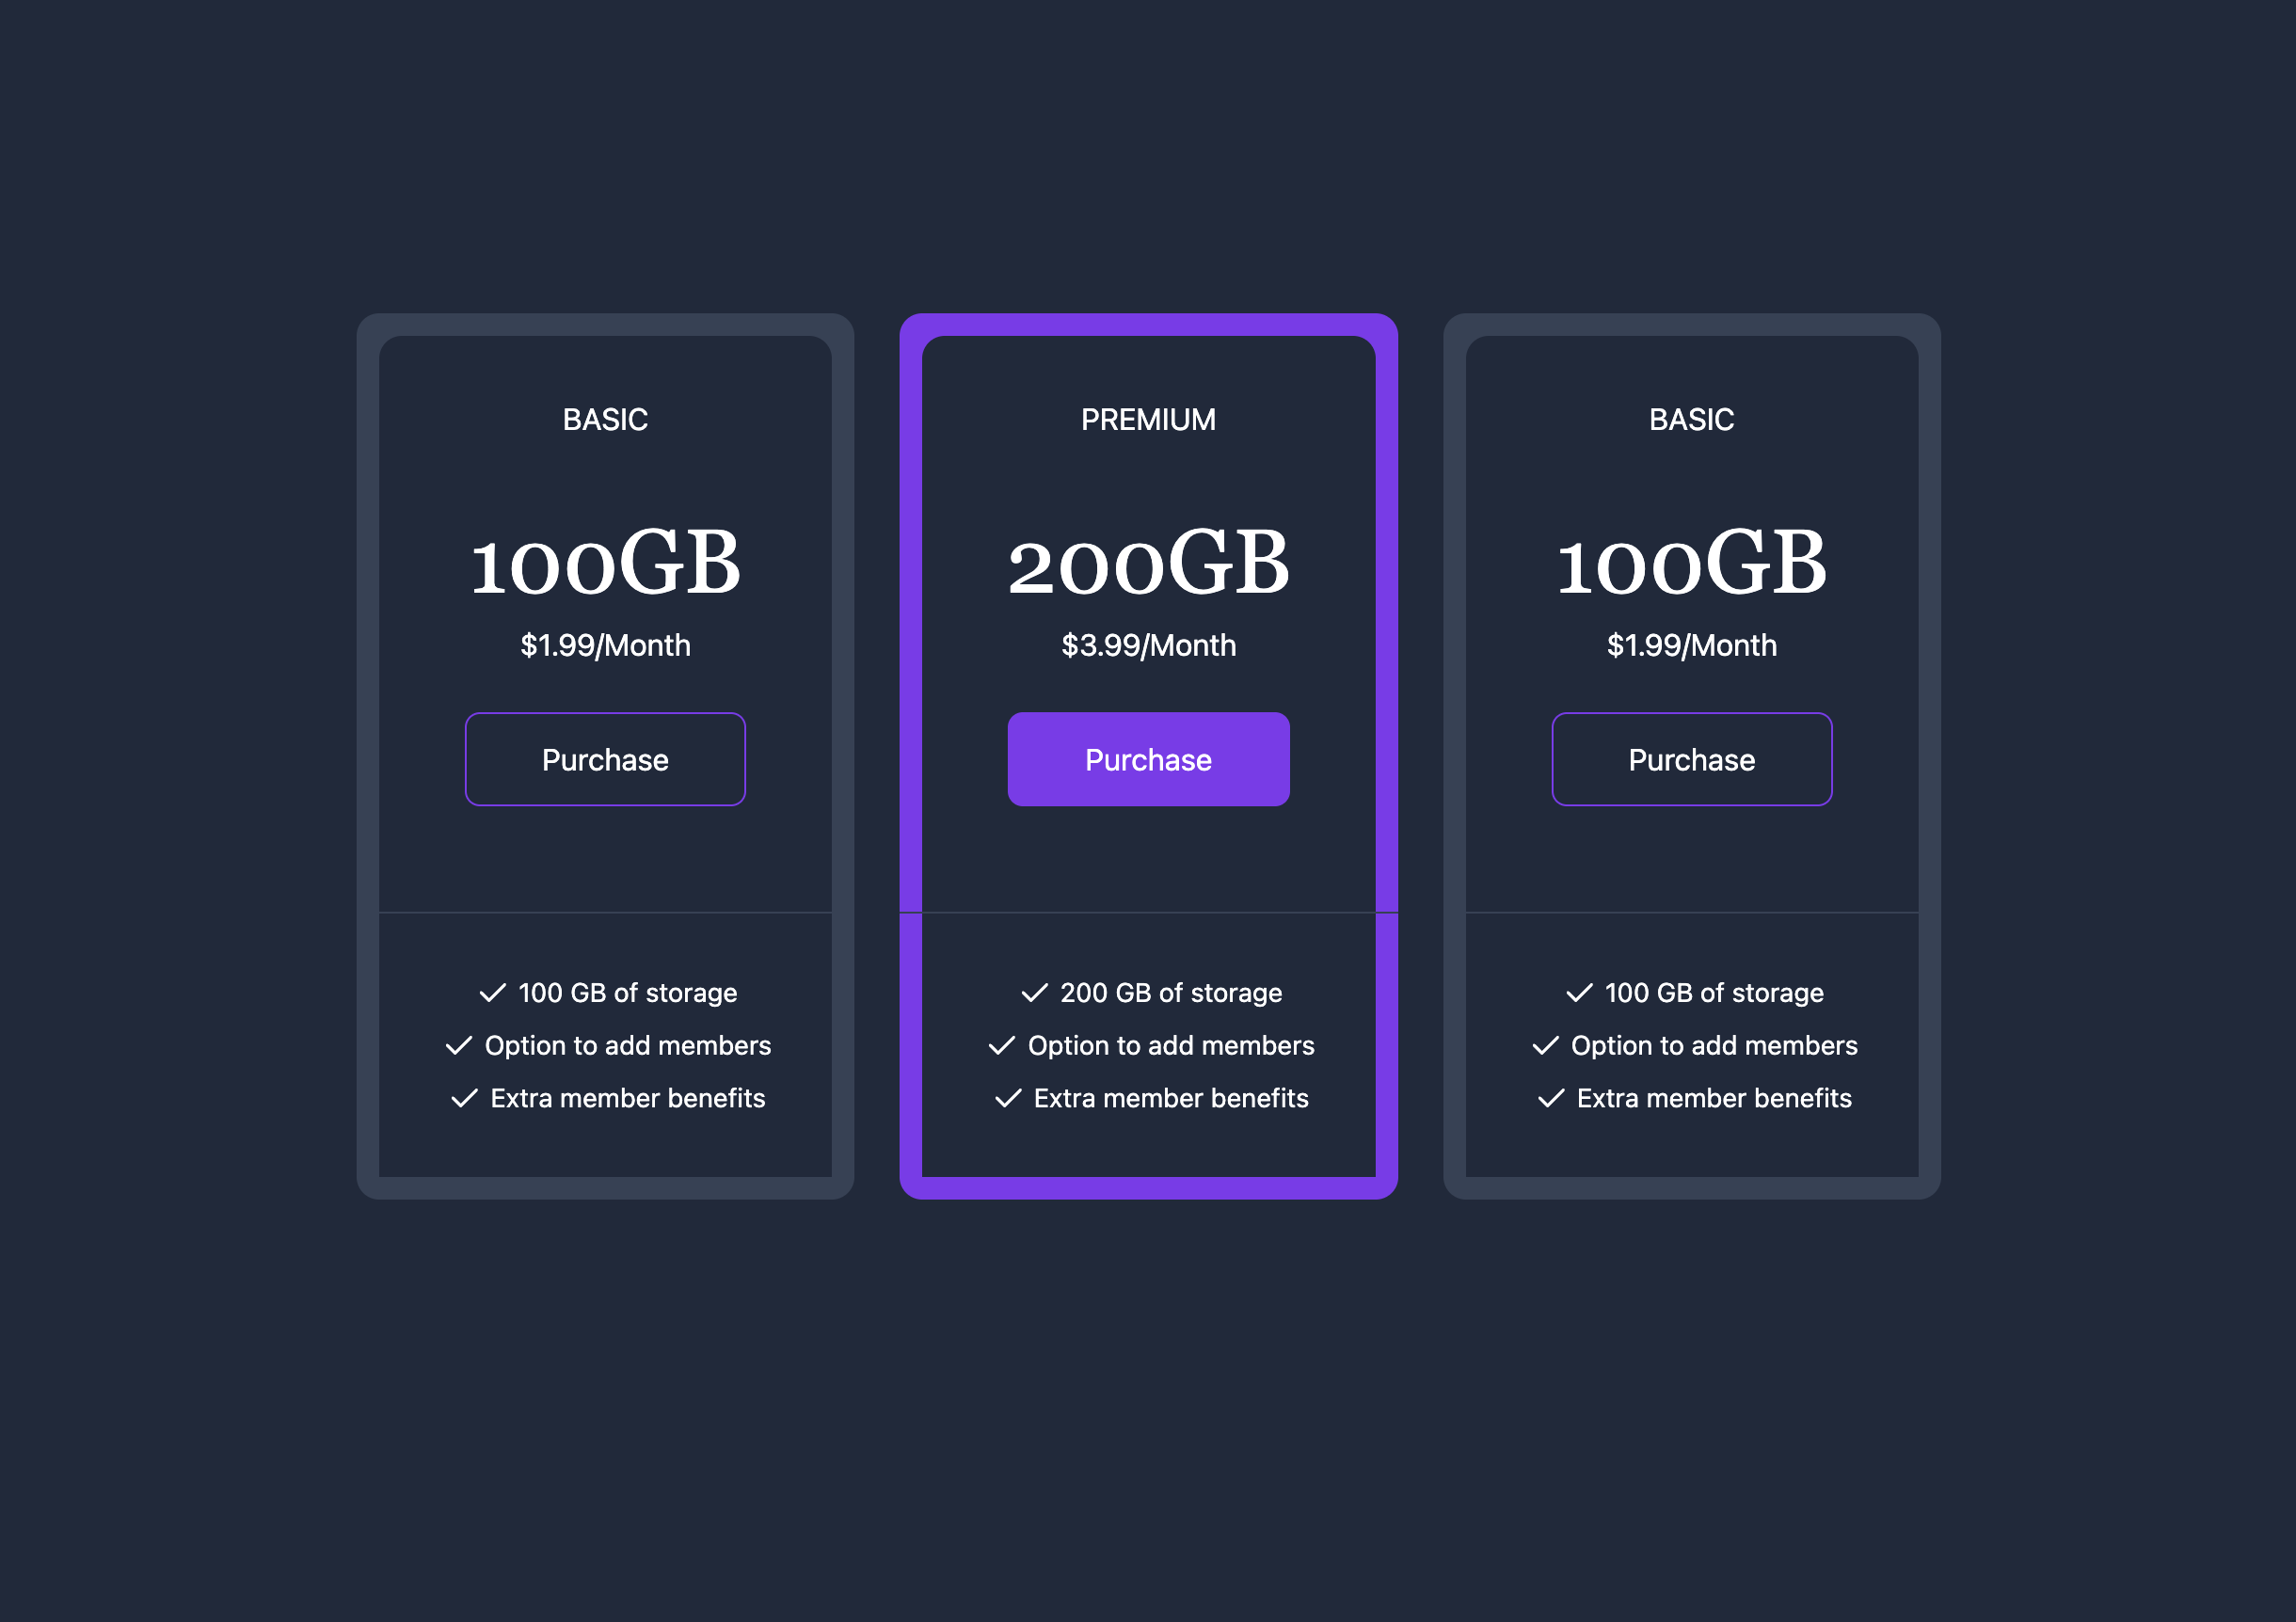 BASIC
100GB
$1.99/Month
Purchase
100 GB of storage
Option to add members
Extra member benefits
PREMIUM
200GB
$3.99/Month
Purchase
200 GB of storage
Option to add members
Extra member benefits
BASIC
100GB
$1.99/Month
Purchase
100 GB of storage
Option to add members
Extra member benefits